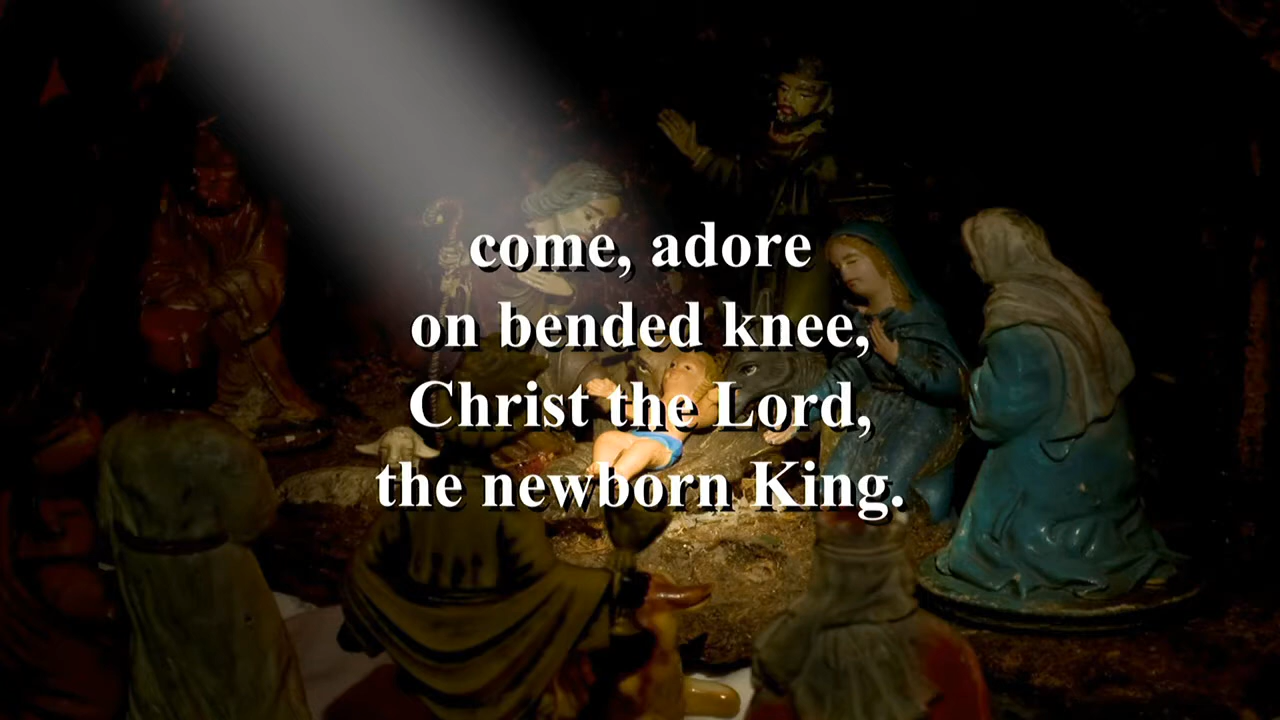 come, adore
on bended knee,
Christ the Lord,
the newborn King.